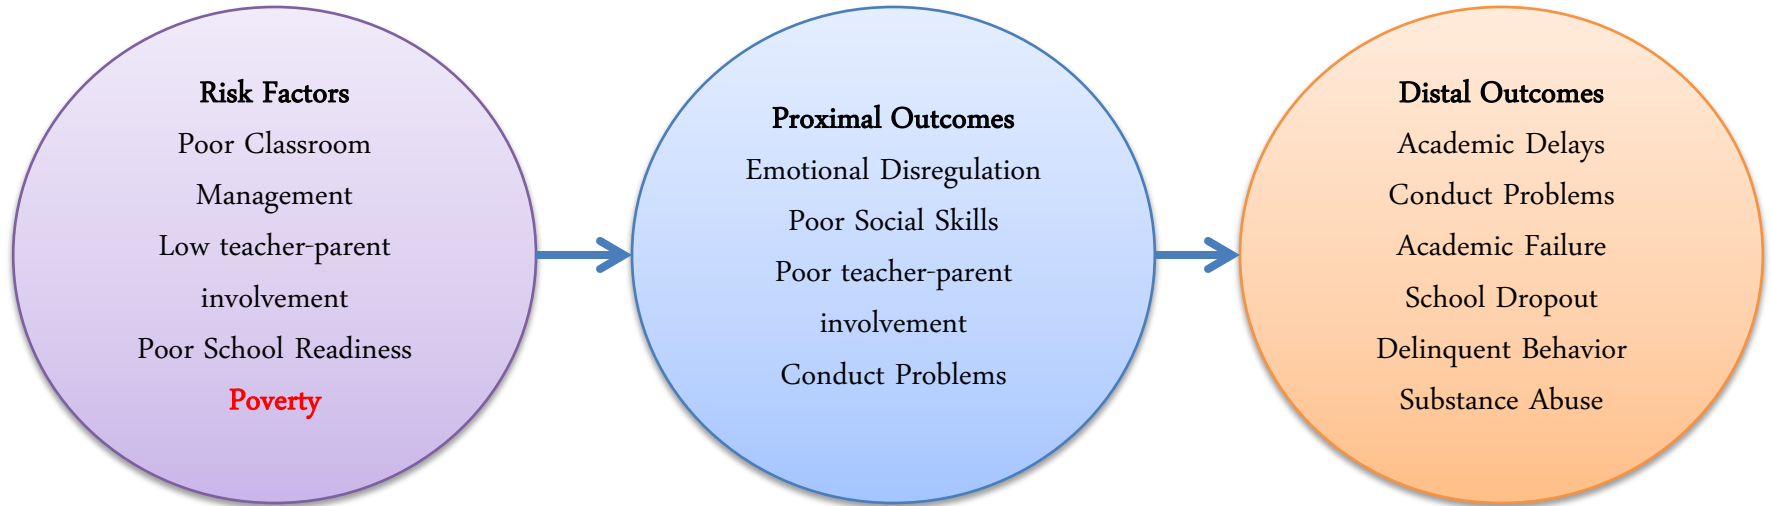 Risk Factors
Poor Classroom
Management
Low teacher-parent
involvement
Poor School Readiness
Poverty
Proximal Outcomes
Emotional Disregulation
Poor Social Skills
Poor teacher-parent
involvement
Conduct Problems
Distal Outcomes
Academic Delays
Conduct Problems
Academic Failure
School Dropout
Delinquent Behavior
Substance Abuse